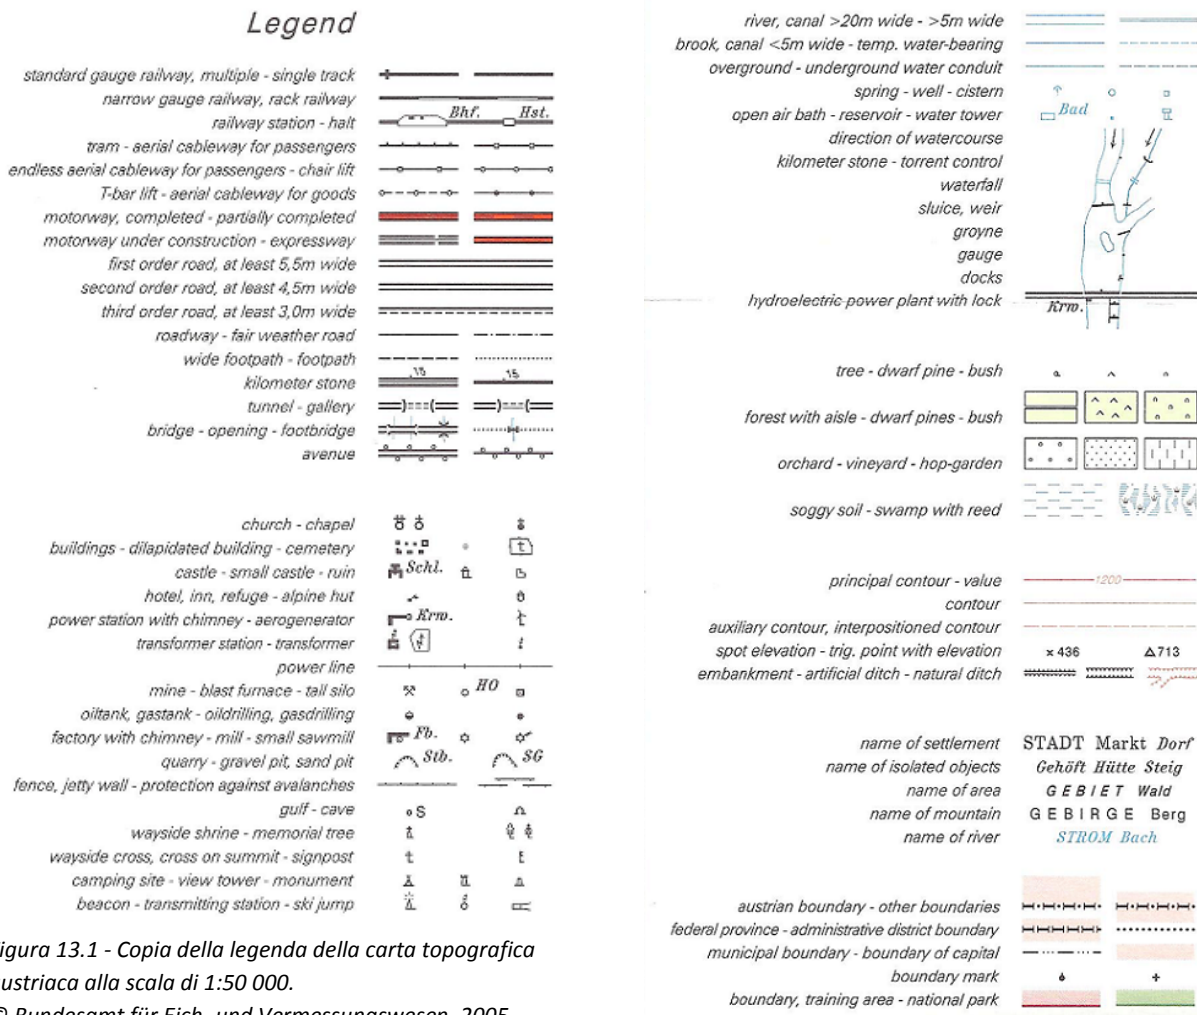 Legend
standard gauge railway, multiple - single track
narrow gauge railway, rack railway
railway station - halt Bhf. Hst.
tram - aerial cableway for passengers
endless aerial cableway for passengers - chair lift
T-bar lift - aerial cableway for goods
motorway, completed - partially completed
motorway under construction - expressway
first order road, at least 5,5m wide
second order road, at least 4,5m wide
third order road, at least 3,0m wide
roadway - fair weather road
wide footpath - footpath
kilometer stone 15 15
tunnel - gallery
bridge - opening - footbridge
avenue
church - chapel
buildings - dilapidated building - cemetery
castle - small castle - ruin Schl.
hotel, inn, refuge - alpine hut
power station with chimney - aerogenerator Krw.
transformer station - transformer
power line
mine - blast furnace - tall silo HO
oiltank, gastank - oildrilling, gasdrilling
factory with chimney - mill - small sawmill Fb.
quarry - gravel pit, sand pit Stb. SG
fence, jetty wall - protection against avalanches
gulf - cave S
wayside shrine - memorial tree
wayside cross, cross on summit - signpost
camping site - view tower - monument
beacon - transmitting station - ski jump
igura 13.1 - Copia della legenda della carta topografica
ustriaca alla scala di 1:50 000.
© Bundesamt für Eich- und Vermessungswesen, 2005
river, canal >20m wide - >5m wide
brook, canal <5m wide - temp. water-bearing
overground - underground water conduit
spring - well - cistern
open air bath - reservoir - water tower Bad
direction of watercourse
kilometer stone - torrent control
waterfall
sluice, weir
groyne
gauge
docks
hydroelectric power plant with lock Krw.
tree - dwarf pine - bush
forest with aisle - dwarf pines - bush
orchard - vineyard - hop-garden
soggy soil - swamp with reed
principal contour - value 1200
contour
auxiliary contour, interpositioned contour
spot elevation - trig. point with elevation × 436 △713
embankment - artificial ditch - natural ditch
name of settlement STADT Markt Dorf
name of isolated objects Gehöft Hütte Steig
name of area GEBIET Wald
name of mountain GEBIRGE Berg
name of river STROM Bach
austrian boundary - other boundaries
federal province - administrative district boundary
municipal boundary - boundary of capital
boundary mark
boundary, training area - national park